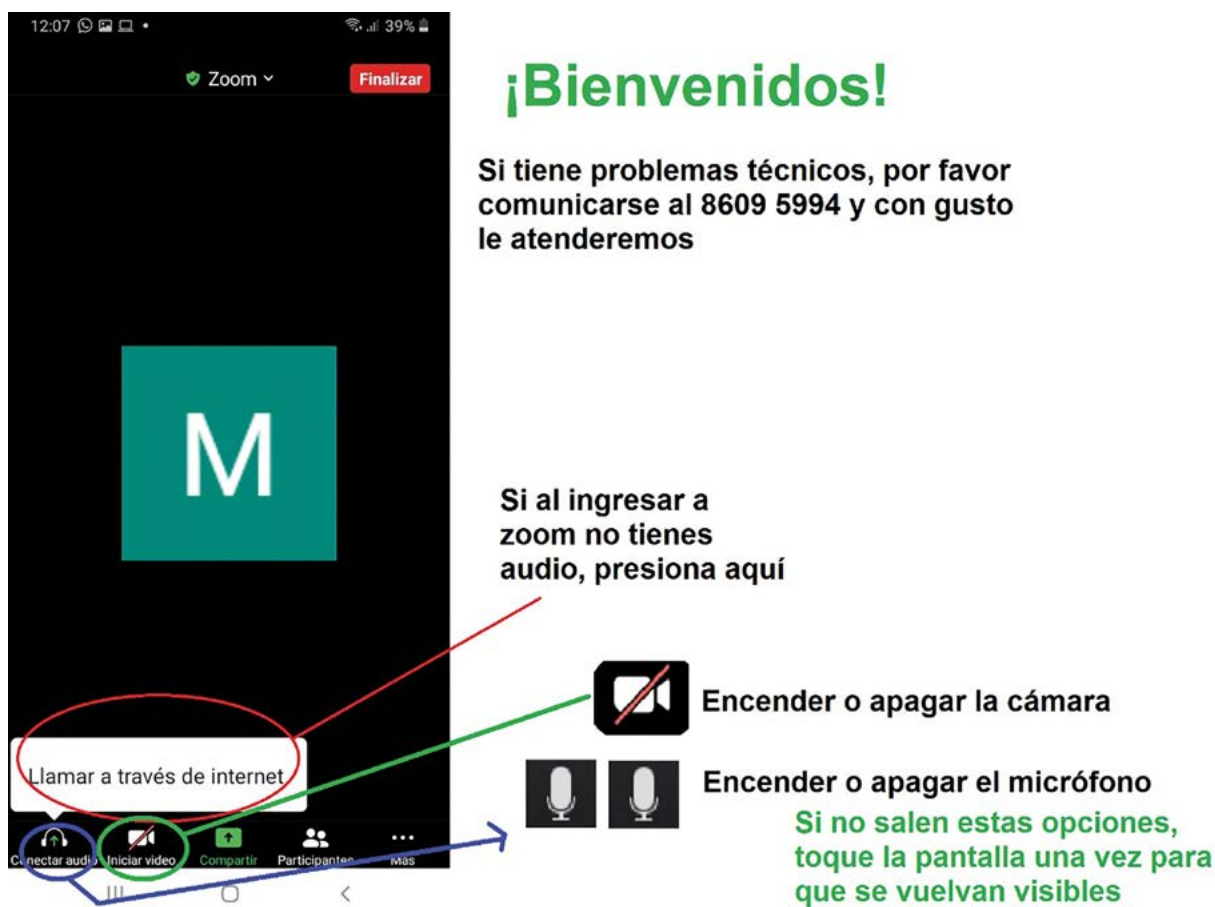 12:07
39%
Zoom
Finalizar
M
Llamar a través de internet
Conectar audio
Iniciar video
Compartir
Participantes
Más
¡Bienvenidos!
Si tiene problemas técnicos, por favor
comunicarse al 8609 5994 y con gusto
le atenderemos
Si al ingresar a
zoom no tienes
audio, presiona aquí
Encender o apagar la cámara
Encender o apagar el micrófono
Si no salen estas opciones,
toque la pantalla una vez para
que se vuelvan visibles